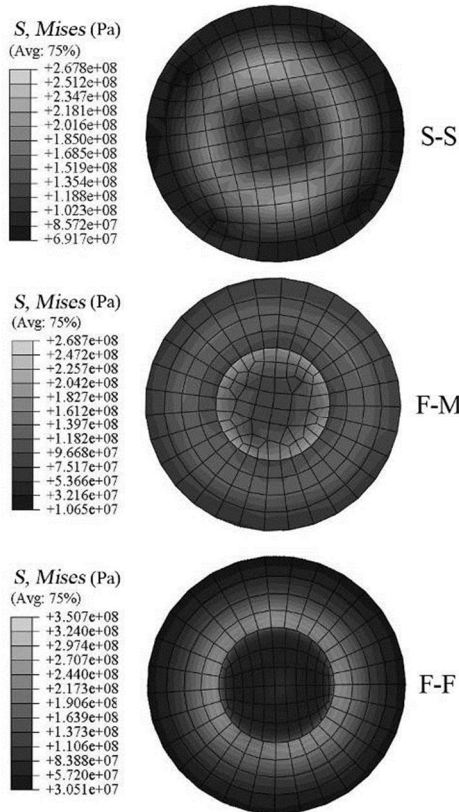 S, Mises (Pa)
(Avg: 75%)
+2.678e+08
+2.512e+08
+2.347e+08
+2.181e+08
+2.016e+08
+1.850e+08
+1.685e+08
+1.519e+08
+1.354e+08
+1.188e+08
+1.023e+08
+8.572e+07
+6.917e+07
S-S
S, Mises (Pa)
(Avg: 75%)
+2.687e+08
+2.472e+08
+2.257e+08
+2.042e+08
+1.827e+08
+1.612e+08
+1.397e+08
+1.182e+08
+9.668e+07
+7.517e+07
+5.366e+07
+3.216e+07
+1.065e+07
F-M
S, Mises (Pa)
(Avg: 75%)
+3.507e+08
+3.240e+08
+2.974e+08
+2.707e+08
+2.440e+08
+2.173e+08
+1.906e+08
+1.639e+08
+1.373e+08
+1.106e+08
+8.388e+07
+5.720e+07
+3.051e+07
F-F